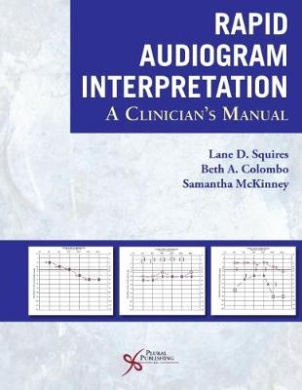 RAPID
AUDIOGRAM
INTERPRETATION
A CLINICIAN'S MANUAL
Lane D. Squires
Beth A. Colombo
Samantha McKinney
PLURAL
PUBLISHING